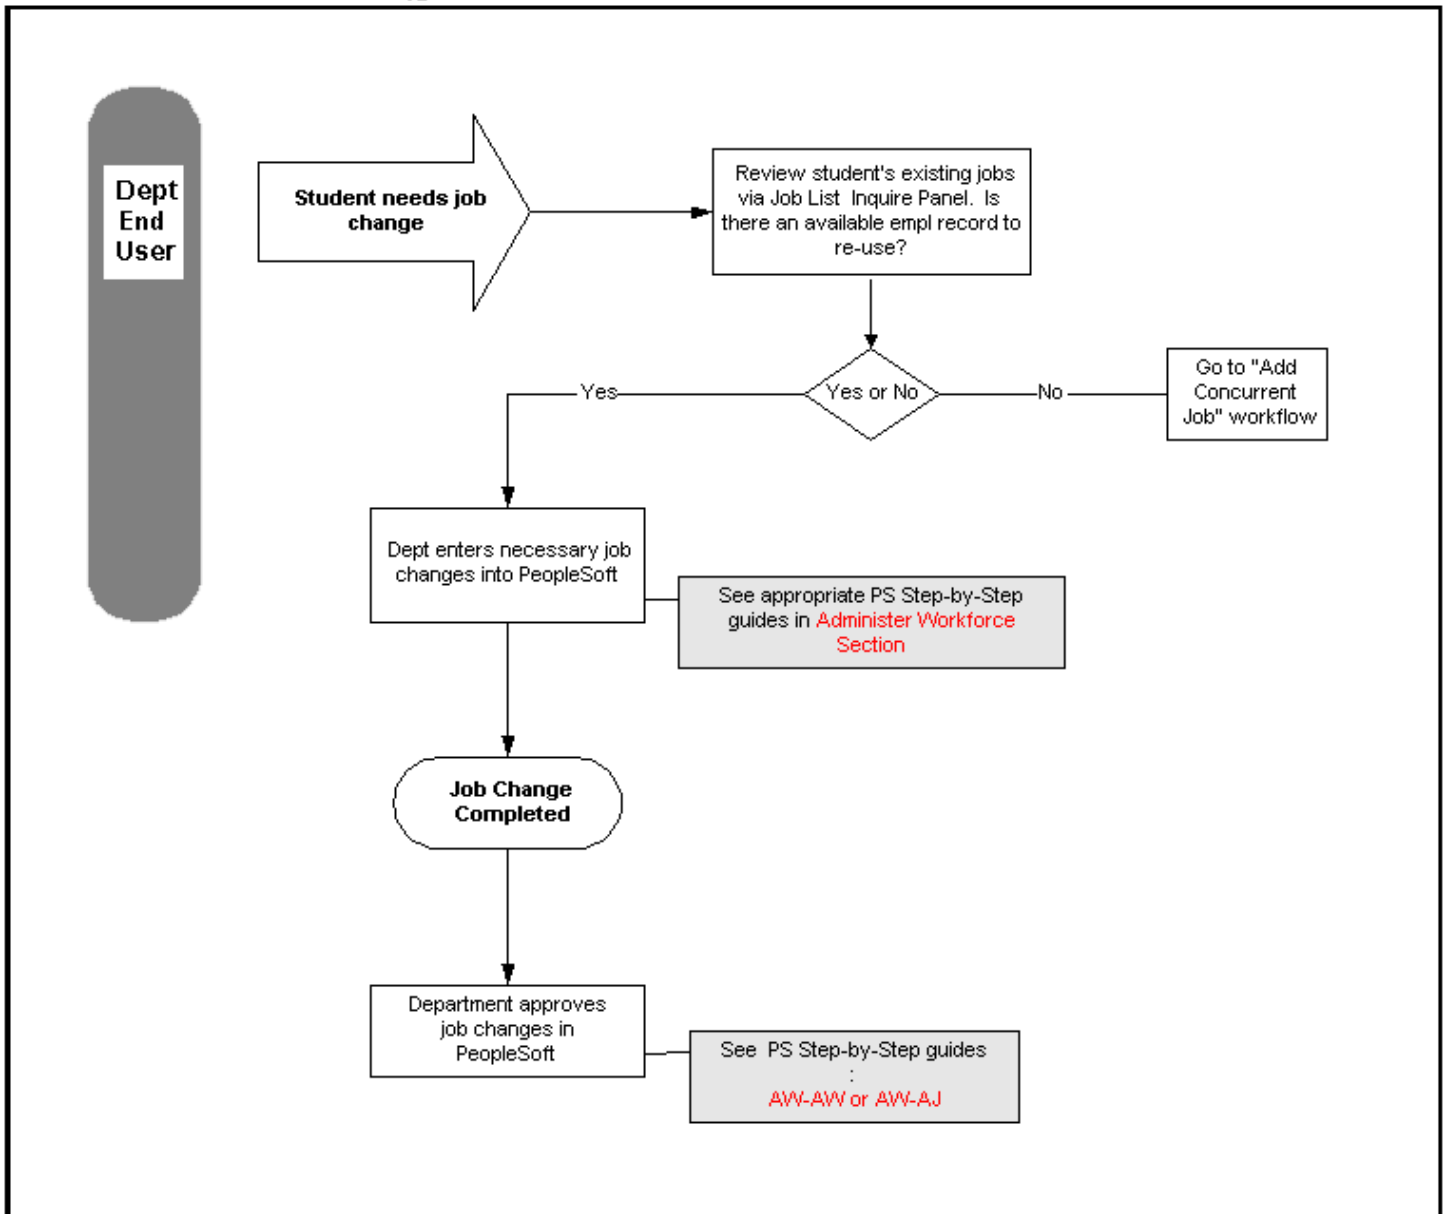 Dept
End
User
Student needs job
change
Review student's existing jobs
via Job List Inquire Panel. Is
there an available empl record to
re-use?
Yes
Yes or No
No
Go to "Add
Concurrent
Job" workflow
Dept enters necessary job
changes into PeopleSoft
See appropriate PS Step-by-Step
guides in Administer Workforce
Section
Job Change
Completed
Department approves
job changes in
PeopleSoft
See PS Step-by-Step guides
:
AW-AW or AW-AJ